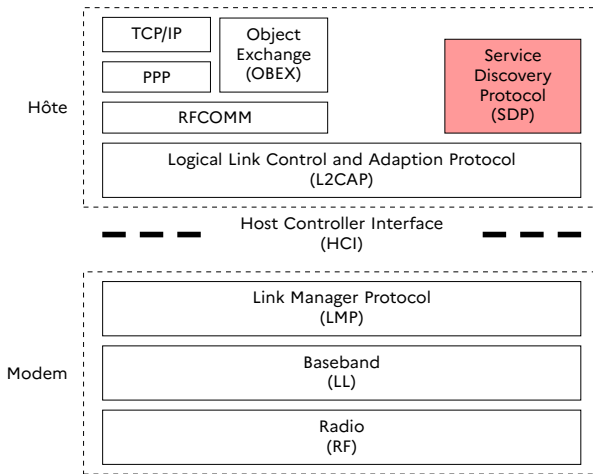 TCP/IP
Object
Exchange
(OBEX)
PPP
Service
Discovery
Protocol
(SDP)
Hôte
RFCOMM
Logical Link Control and Adaption Protocol
(L2CAP)
Host Controller Interface
(HCI)
Link Manager Protocol
(LMP)
Modem
Baseband
(LL)
Radio
(RF)